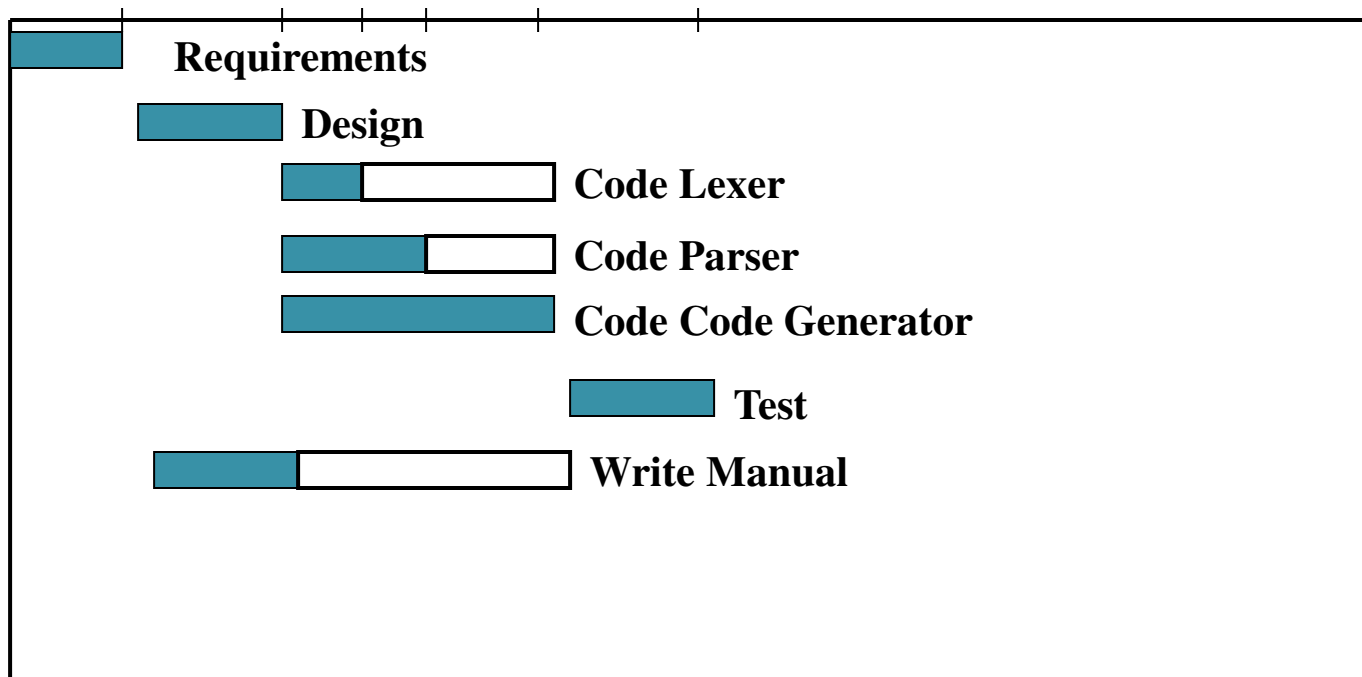 Requirements
Design
Code Lexer
Code Parser
Code Code Generator
Test
Write Manual